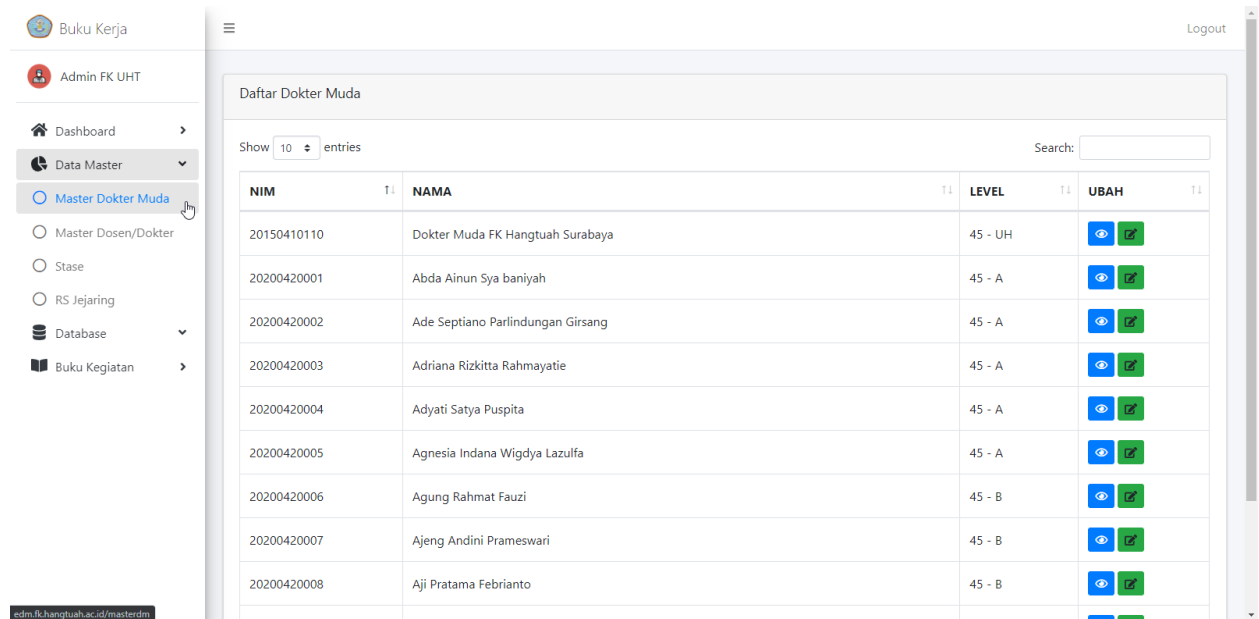 Buku Kerja
Logout
Admin FK UHT
Dashboard
Data Master
Master Dokter Muda
Master Dosen/Dokter
Stase
RS Jejaring
Database
Buku Kegiatan
Daftar Dokter Muda
Show 10 entries Search:
NIM NAMA LEVEL UBAH
20150410110 Dokter Muda FK Hangtuah Surabaya 45 - UH
20200420001 Abda Ainun Sya baniyah 45 - A
20200420002 Ade Septiano Parlindungan Girsang 45 - A
20200420003 Adriana Rizkitta Rahmayatie 45 - A
20200420004 Adyati Satya Puspita 45 - A
20200420005 Agnesia Indana Wigdya Lazulfa 45 - A
20200420006 Agung Rahmat Fauzi 45 - B
20200420007 Ajeng Andini Prameswari 45 - B
20200420008 Aji Pratama Febrianto 45 - B
edm.fk.hangtuah.ac.id/masterdm